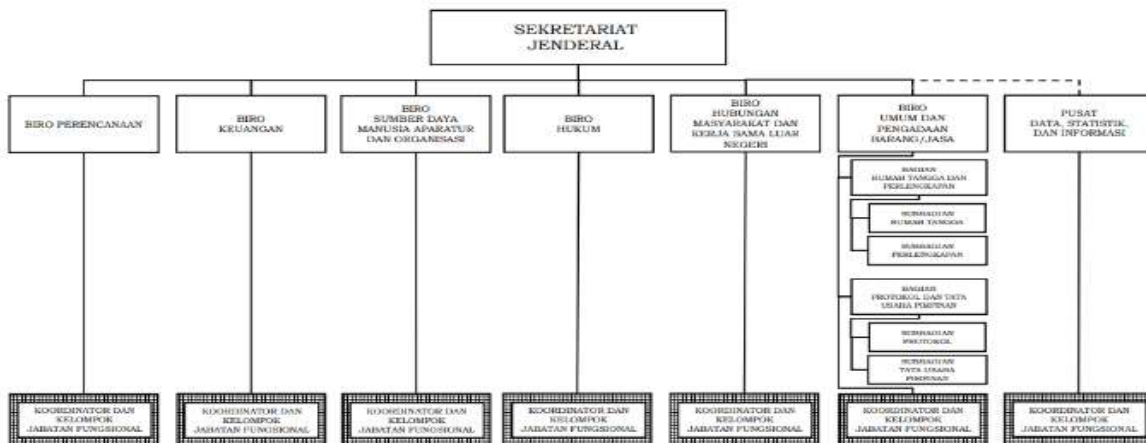 SEKRETARIAT
JENDERAL
BIRO PERENCANAAN
BIRO
KEUANGAN
BIRO
SUMBER DAYA
MANUSIA APARATUR
DAN ORGANISASI
BIRO
HUKUM
BIRO
HUBUNGAN
MASYARAKAT DAN
KERJA SAMA LUAR
NEGERI
BIRO
UMUM DAN
PENGADAAN
BARANG/JASA
PUSAT
DATA, STATISTIK,
DAN INFORMASI
BAGIAN
RUMAH TANGGA DAN
PERLENGKAPAN
SUBBAGIAN
RUMAH TANGGA
SUBBAGIAN
PERLENGKAPAN
BAGIAN
PROTOKOL DAN TATA
USAHA PIMPINAN
SUBBAGIAN
PROTOKOL
SUBBAGIAN
TATA USAHA
PIMPINAN
KOORDINATOR DAN
KELOMPOK
JABATAN FUNGSIONAL
KOORDINATOR DAN
KELOMPOK
JABATAN FUNGSIONAL
KOORDINATOR DAN
KELOMPOK
JABATAN FUNGSIONAL
KOORDINATOR DAN
KELOMPOK
JABATAN FUNGSIONAL
KOORDINATOR DAN
KELOMPOK
JABATAN FUNGSIONAL
KOORDINATOR DAN
KELOMPOK
JABATAN FUNGSIONAL
KOORDINATOR DAN
KELOMPOK
JABATAN FUNGSIONAL